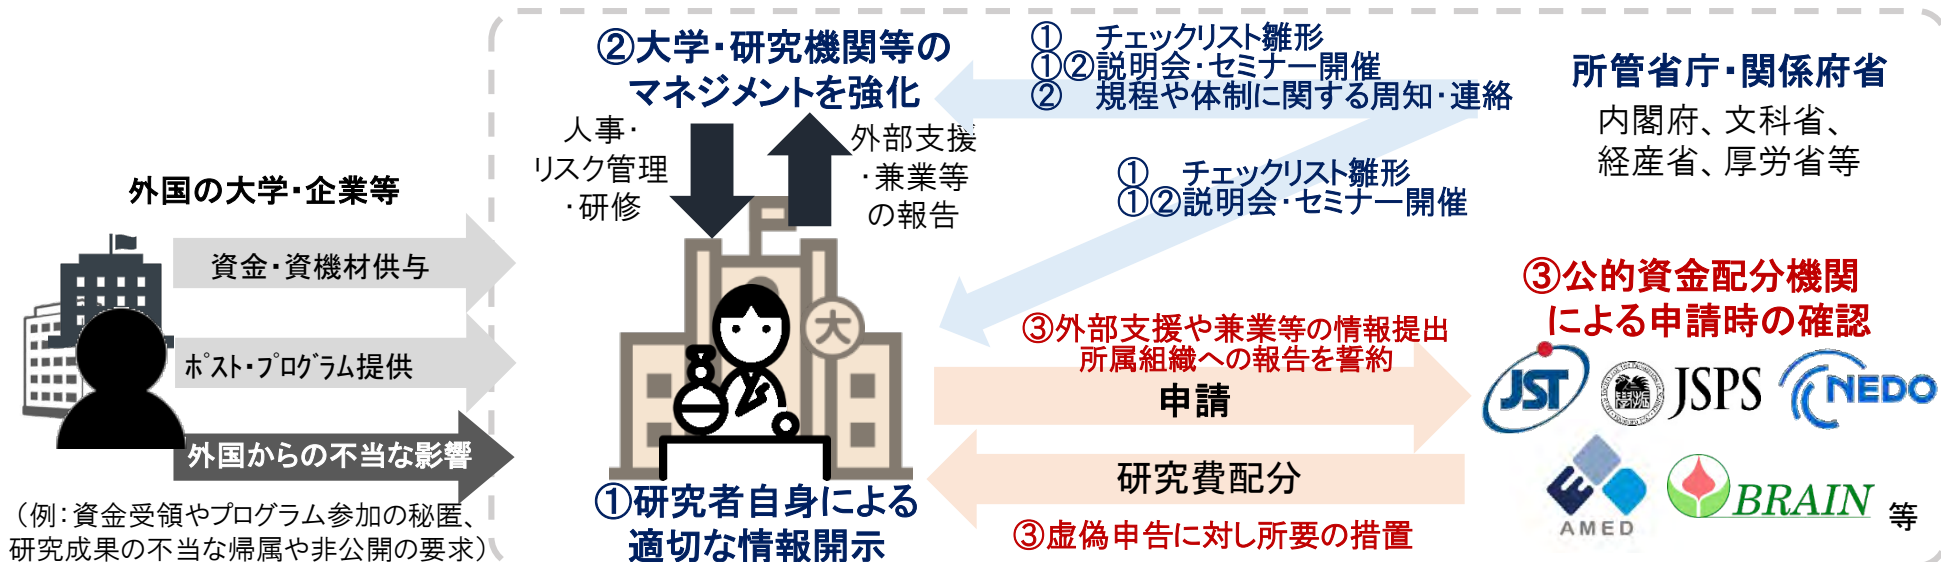 外国の大学・企業等
資金・資機材供与
ポスト・プログラム提供
外国からの不当な影響
（例：資金受領やプログラム参加の秘匿、
研究成果の不当な帰属や非公開の要求）
②大学・研究機関等の
マネジメントを強化
人事・
リスク管理
・研修
外部支援
・兼業等
の報告
大
①研究者自身による
適切な情報開示
①　チェックリスト雛形
①②説明会・セミナー開催
②　規程や体制に関する周知・連絡
①　チェックリスト雛形
①②説明会・セミナー開催
所管省庁・関係府省
内閣府、文科省、
経産省、厚労省等
③外部支援や兼業等の情報提出
所属組織への報告を誓約
申請
研究費配分
③虚偽申告に対し所要の措置
③公的資金配分機関
による申請時の確認
JST
JSPS
NEDO
AMED
BRAIN
等